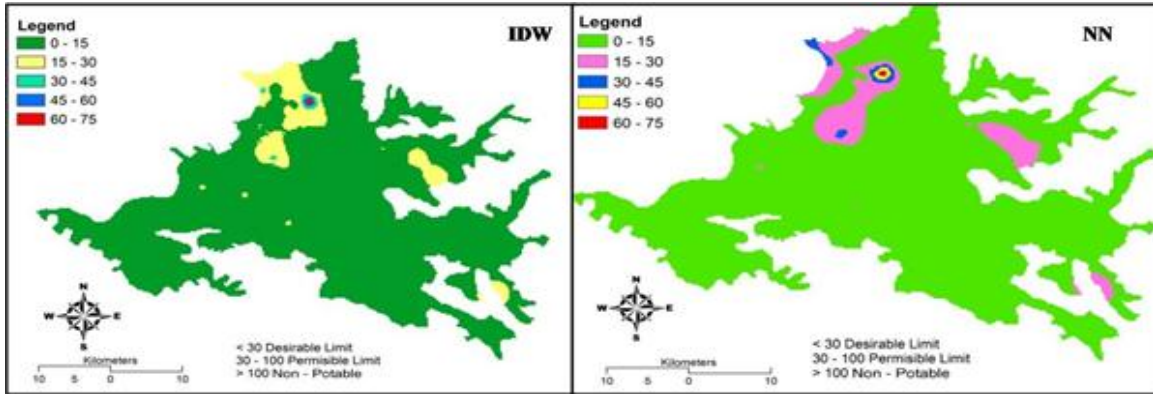 Legend
0 - 15
15 - 30
30 - 45
45 - 60
60 - 75
IDW
N
W E
S
Kilometers
10 5 0 10
< 30 Desirable Limit
30 - 100 Permisible Limit
> 100 Non - Potable
Legend
0 - 15
15 - 30
30 - 45
45 - 60
60 - 75
NN
N
W E
S
Kilometers
10 5 0 10
< 30 Desirable Limit
30 - 100 Permisible Limit
> 100 Non - Potable